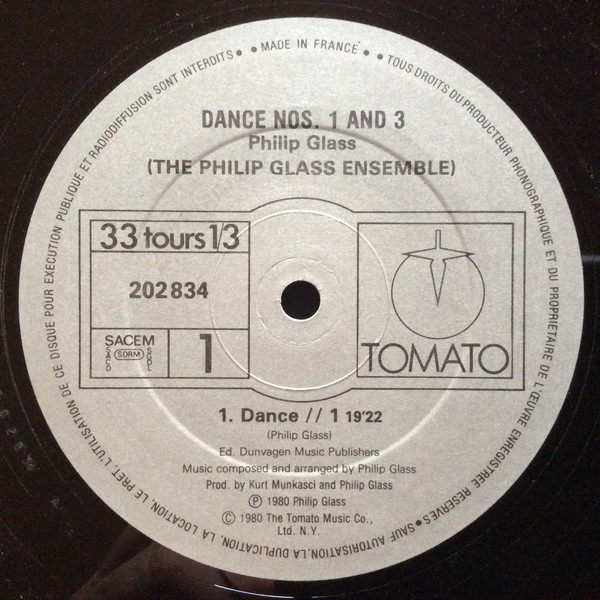 SAUF AUTORISATION, LA DUPLICATION, LA LOCATION, LE PRET, L'UTILISATION DE CE DISQUE POUR EXECUTION PUBLIQUE ET RADIODIFFUSION SONT INTERDITS • • MADE IN FRANCE • • TOUS DROITS DU PRODUCTEUR PHONOGRAPHIQUE ET DU PROPRIETAIRE DE L'ŒUVRE ENREGISTREE RESERVES •
DANCE NOS. 1 AND 3
Philip Glass
(THE PHILIP GLASS ENSEMBLE)
33 tours 1/3
202 834
SACEM
SACD SDRM SGDL
1
TOMATO
1. Dance // 1 19'22
(Philip Glass)
Ed. Dunvagen Music Publishers
Music composed and arranged by Philip Glass
Prod. by Kurt Munkasci and Philip Glass
Ⓟ 1980 Philip Glass
© 1980 The Tomato Music Co.,
Ltd. N.Y.